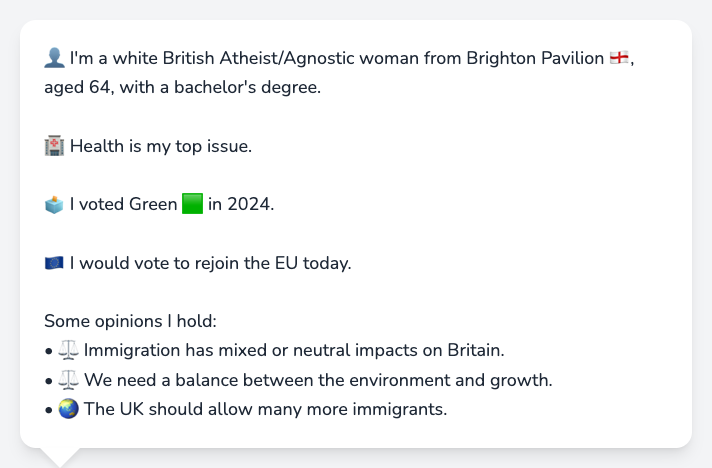 👤 I'm a white British Atheist/Agnostic woman from Brighton Pavilion 🏴󠁧󠁢󠁥󠁮󠁧󠁿,
aged 64, with a bachelor's degree.
🏥 Health is my top issue.
🗳️ I voted Green 🟩 in 2024.
🇪🇺 I would vote to rejoin the EU today.
Some opinions I hold:
• ⚖️ Immigration has mixed or neutral impacts on Britain.
• ⚖️ We need a balance between the environment and growth.
• 🌏 The UK should allow many more immigrants.